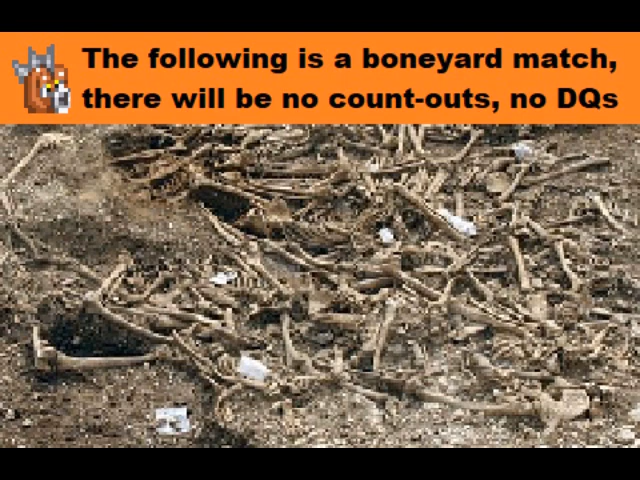 The following is a boneyard match,
there will be no count-outs, no DQs